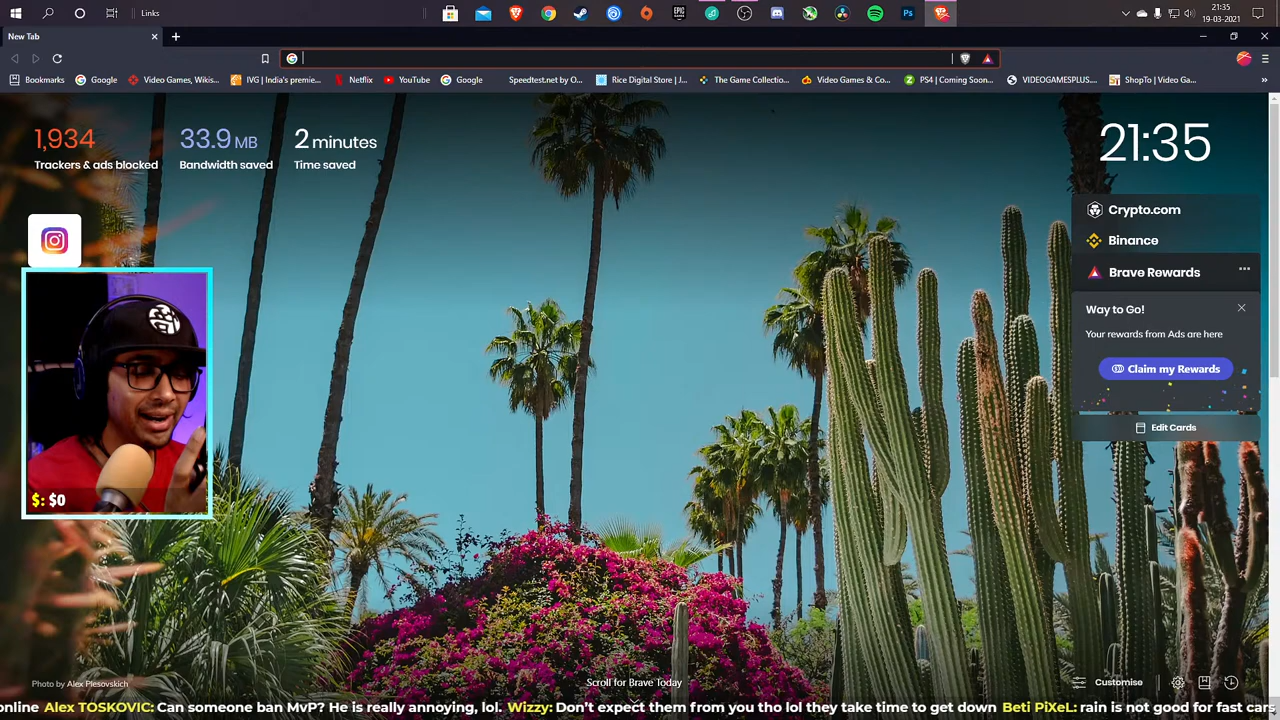 Links
21:35
19-03-2021
New Tab
Bookmarks
Google
Video Games, Wikis...
IVG | India's premie...
Netflix
YouTube
Google
Speedtest.net by O...
Rice Digital Store | J...
The Game Collectio...
Video Games & Co...
PS4 | Coming Soon...
VIDEOGAMESPLUS....
ShopTo | Video Ga...
1,934
Trackers & ads blocked
33.9 MB
Bandwidth saved
2 minutes
Time saved
21:35
Crypto.com
Binance
Brave Rewards
Way to Go!
Your rewards from Ads are here
Claim my Rewards
Edit Cards
$: $0
Photo by Alex Plesovskich
Scroll for Brave Today
Customise
online Alex TOSKOVIC: Can someone ban MvP? He is really annoying, lol. Wizzy: Don't expect them from you tho lol they take time to get down Beti PiXeL: rain is not good for fast cars